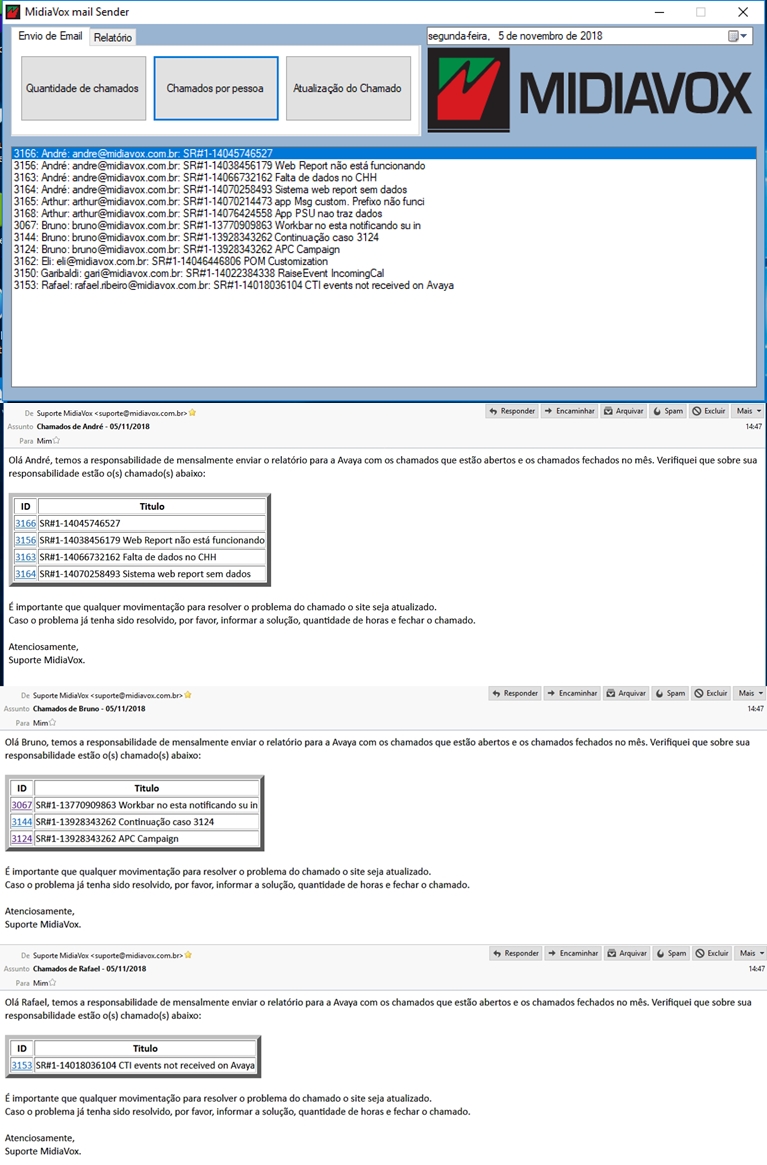 MidiaVox mail Sender
Envio de Email Relatório
segunda-feira, 5 de novembro de 2018
Quantidade de chamados Chamados por pessoa Atualização do Chamado
MIDIAVOX
3166: André: andre@midiavox.com.br: SR#1-14045746527
3156: André: andre@midiavox.com.br: SR#1-14038456179 Web Report não está funcionando
3163: André: andre@midiavox.com.br: SR#1-14066732162 Falta de dados no CHH
3164: André: andre@midiavox.com.br: SR#1-14070258493 Sistema web report sem dados
3165: Arthur: arthur@midiavox.com.br: SR#1-14070214473 app Msg custom. Prefixo não funci
3168: Arthur: arthur@midiavox.com.br: SR#1-14076424558 App PSU nao traz dados
3067: Bruno: bruno@midiavox.com.br: SR#1-13770909863 Workbar no esta notificando su in
3144: Bruno: bruno@midiavox.com.br: SR#1-13928343262 Continuação caso 3124
3124: Bruno: bruno@midiavox.com.br: SR#1-13928343262 APC Campaign
3162: Eli: eli@midiavox.com.br: SR#1-14046446806 POM Customization
3150: Garibaldi: gari@midiavox.com.br: SR#1-14022384338 RaiseEvent IncomingCal
3153: Rafael: rafael.ribeiro@midiavox.com.br: SR#1-14018036104 CTI events not received on Avaya
De Suporte MidiaVox <suporte@midiavox.com.br> Responder Encaminhar Arquivar Spam Excluir Mais
Assunto Chamados de André - 05/11/2018 14:47
Para Mim
Olá André, temos a responsabilidade de mensalmente enviar o relatório para a Avaya com os chamados que estão abertos e os chamados fechados no mês. Verifiquei que sobre sua
responsabilidade estão o(s) chamado(s) abaixo:
ID Titulo
3166 SR#1-14045746527
3156 SR#1-14038456179 Web Report não está funcionando
3163 SR#1-14066732162 Falta de dados no CHH
3164 SR#1-14070258493 Sistema web report sem dados
É importante que qualquer movimentação para resolver o problema do chamado o site seja atualizado.
Caso o problema já tenha sido resolvido, por favor, informar a solução, quantidade de horas e fechar o chamado.
Atenciosamente,
Suporte MidiaVox.
De Suporte MidiaVox <suporte@midiavox.com.br> Responder Encaminhar Arquivar Spam Excluir Mais
Assunto Chamados de Bruno - 05/11/2018 14:47
Para Mim
Olá Bruno, temos a responsabilidade de mensalmente enviar o relatório para a Avaya com os chamados que estão abertos e os chamados fechados no mês. Verifiquei que sobre sua
responsabilidade estão o(s) chamado(s) abaixo:
ID Titulo
3067 SR#1-13770909863 Workbar no esta notificando su in
3144 SR#1-13928343262 Continuação caso 3124
3124 SR#1-13928343262 APC Campaign
É importante que qualquer movimentação para resolver o problema do chamado o site seja atualizado.
Caso o problema já tenha sido resolvido, por favor, informar a solução, quantidade de horas e fechar o chamado.
Atenciosamente,
Suporte MidiaVox.
De Suporte MidiaVox <suporte@midiavox.com.br> Responder Encaminhar Arquivar Spam Excluir Mais
Assunto Chamados de Rafael - 05/11/2018 14:47
Para Mim
Olá Rafael, temos a responsabilidade de mensalmente enviar o relatório para a Avaya com os chamados que estão abertos e os chamados fechados no mês. Verifiquei que sobre sua
responsabilidade estão o(s) chamado(s) abaixo:
ID Titulo
3153 SR#1-14018036104 CTI events not received on Avaya
É importante que qualquer movimentação para resolver o problema do chamado o site seja atualizado.
Caso o problema já tenha sido resolvido, por favor, informar a solução, quantidade de horas e fechar o chamado.
Atenciosamente,
Suporte MidiaVox.